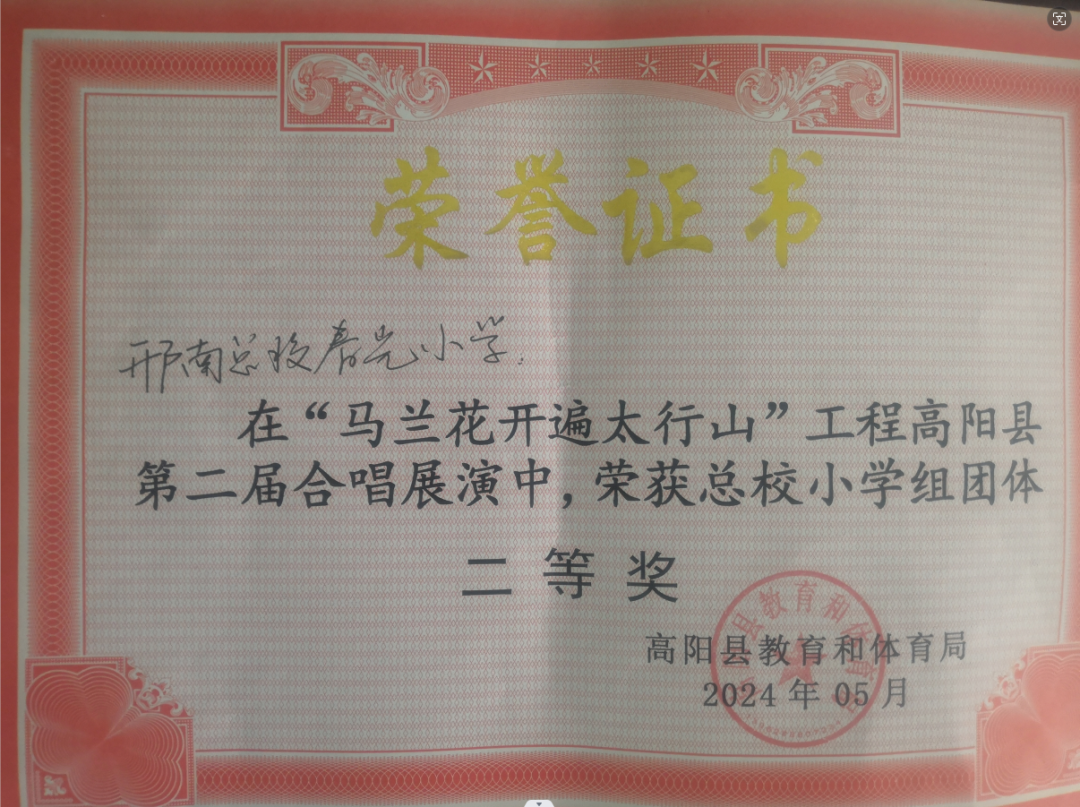 荣誉证书
邢南总校春光小学:
在“马兰花开遍太行山”工程高阳县
第二届合唱展演中,荣获总校小学组团体
二等奖
高阳县教育和体育局
2024年05月